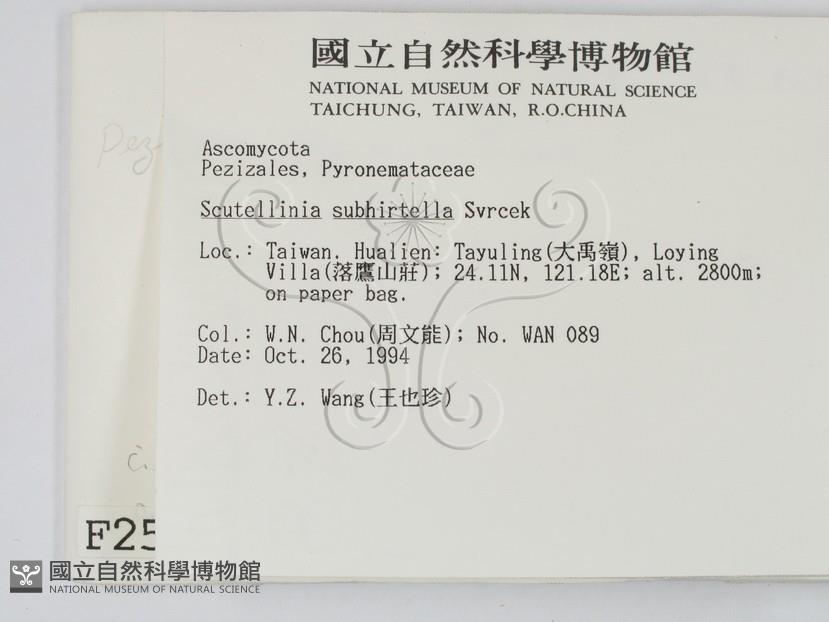 國立自然科學博物館
NATIONAL MUSEUM OF NATURAL SCIENCE
TAICHUNG, TAIWAN, R.O.CHINA
Pez
Ascomycota
Pezizales, Pyronemataceae
Scutellinia subhirtella Svrcek
Loc.: Taiwan. Hualien: Tayuling(大禹嶺), Loying
Villa(落鷹山莊); 24.11N, 121.18E; alt. 2800m;
on paper bag.
Col.: W.N. Chou(周文能); No. WAN 089
Date: Oct. 26, 1994
Det.: Y.Z. Wang(王也珍)
F25
國立自然科學博物館
NATIONAL MUSEUM OF NATURAL SCIENCE